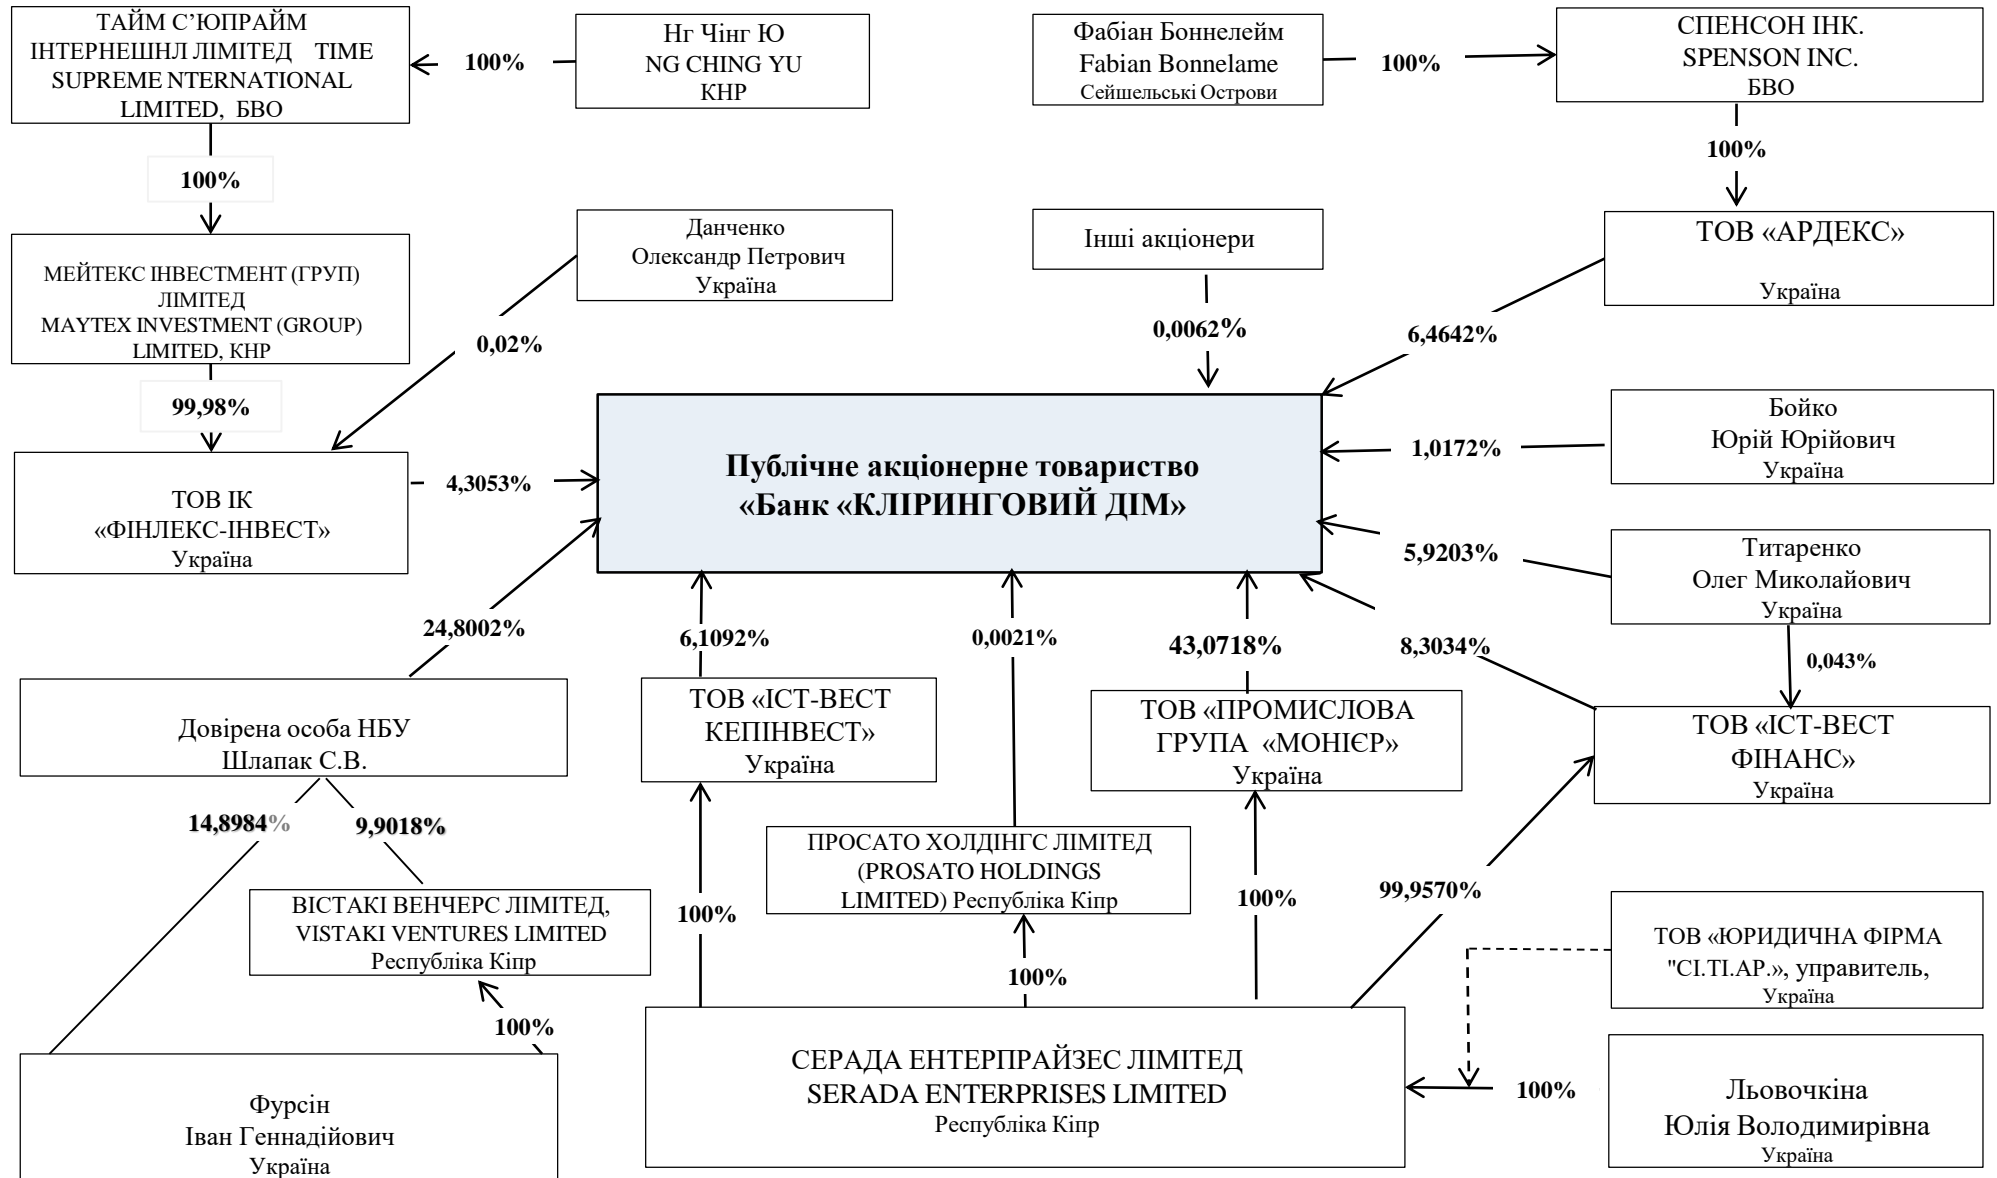 ТАЙМ С’ЮПРАЙМ
ІНТЕРНЕШНЛ ЛІМІТЕД TIME
SUPREME NTERNATIONAL
LIMITED, БВО
100%
Нг Чінг Ю
NG CHING YU
КНР
Фабіан Боннелейм
Fabian Bonnelame
Сейшельські Острови
100%
СПЕНСОН ІНК.
SPENSON INC.
БВО
100%
100%
МЕЙТЕКС ІНВЕСТМЕНТ (ГРУП)
ЛІМІТЕД
MAYTEX INVESTMENT (GROUP)
LIMITED, КНР
Данченко
Олександр Петрович
Україна
Інші акціонери
ТОВ «АРДЕКС»
Україна
0,02%
0,0062%
6,4642%
99,98%
Бойко
Юрій Юрійович
Україна
1,0172%
ТОВ ІК
«ФІНЛЕКС-ІНВЕСТ»
Україна
4,3053%
Публічне акціонерне товариство
«Банк «КЛІРИНГОВИЙ ДІМ»
5,9203%
Титаренко
Олег Миколайович
Україна
24,8002%
6,1092%
0,0021%
43,0718%
8,3034%
0,043%
Довірена особа НБУ
Шлапак С.В.
ТОВ «ІСТ-ВЕСТ
КЕПІНВЕСТ»
Україна
ТОВ «ПРОМИСЛОВА
ГРУПА «МОНІЄР»
Україна
ТОВ «ІСТ-ВЕСТ
ФІНАНС»
Україна
14,8984%
9,9018%
ПРОСАТО ХОЛДІНГС ЛІМІТЕД
(PROSATO HOLDINGS
LIMITED) Республіка Кіпр
ВІСТАКІ ВЕНЧЕРС ЛІМІТЕД,
VISTAKI VENTURES LIMITED
Республіка Кіпр
100%
100%
99,9570%
ТОВ «ЮРИДИЧНА ФІРМА
"СІ.ТІ.АР.», управитель,
Україна
100%
100%
Фурсін
Іван Геннадійович
Україна
СЕРАДА ЕНТЕРПРАЙЗЕС ЛІМІТЕД
SERADA ENTERPRISES LIMITED
Республіка Кіпр
100%
Льовочкіна
Юлія Володимирівна
Україна